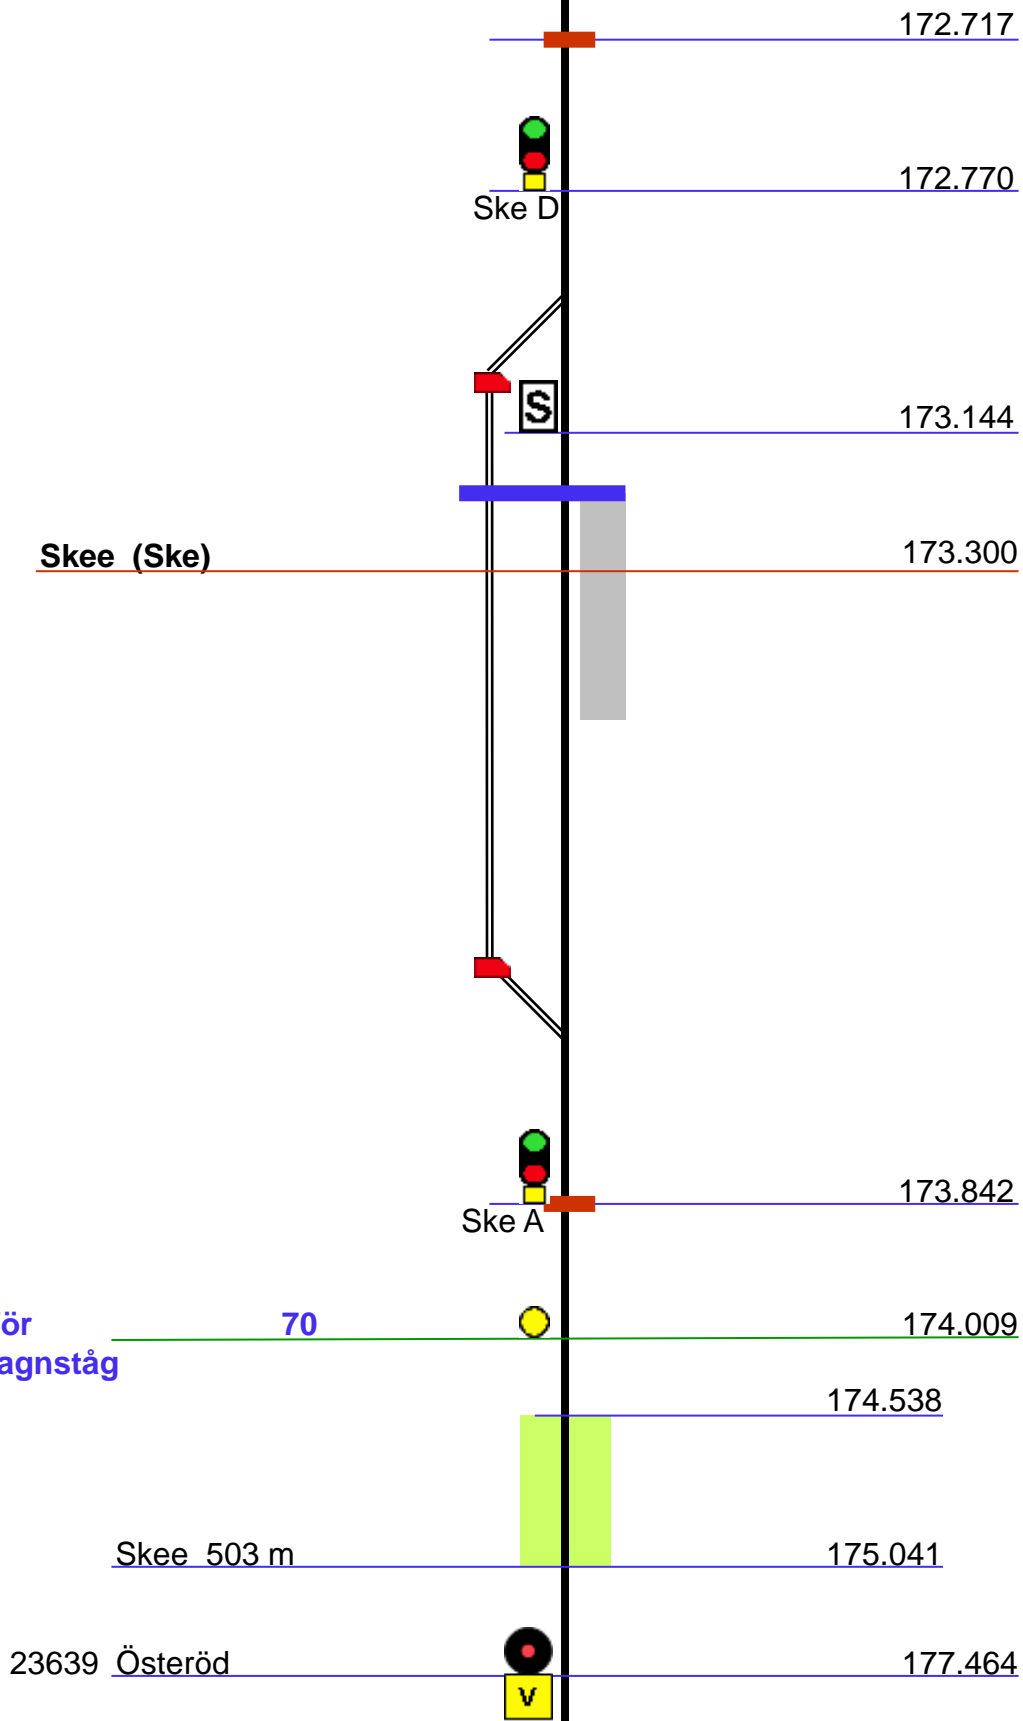 172.717
172.770
Ske D
S
173.144
Skee (Ske) 173.300
173.842
Ske A
ör 70 174.009
agnståg
174.538
Skee 503 m 175.041
23639 Österöd 177.464
V